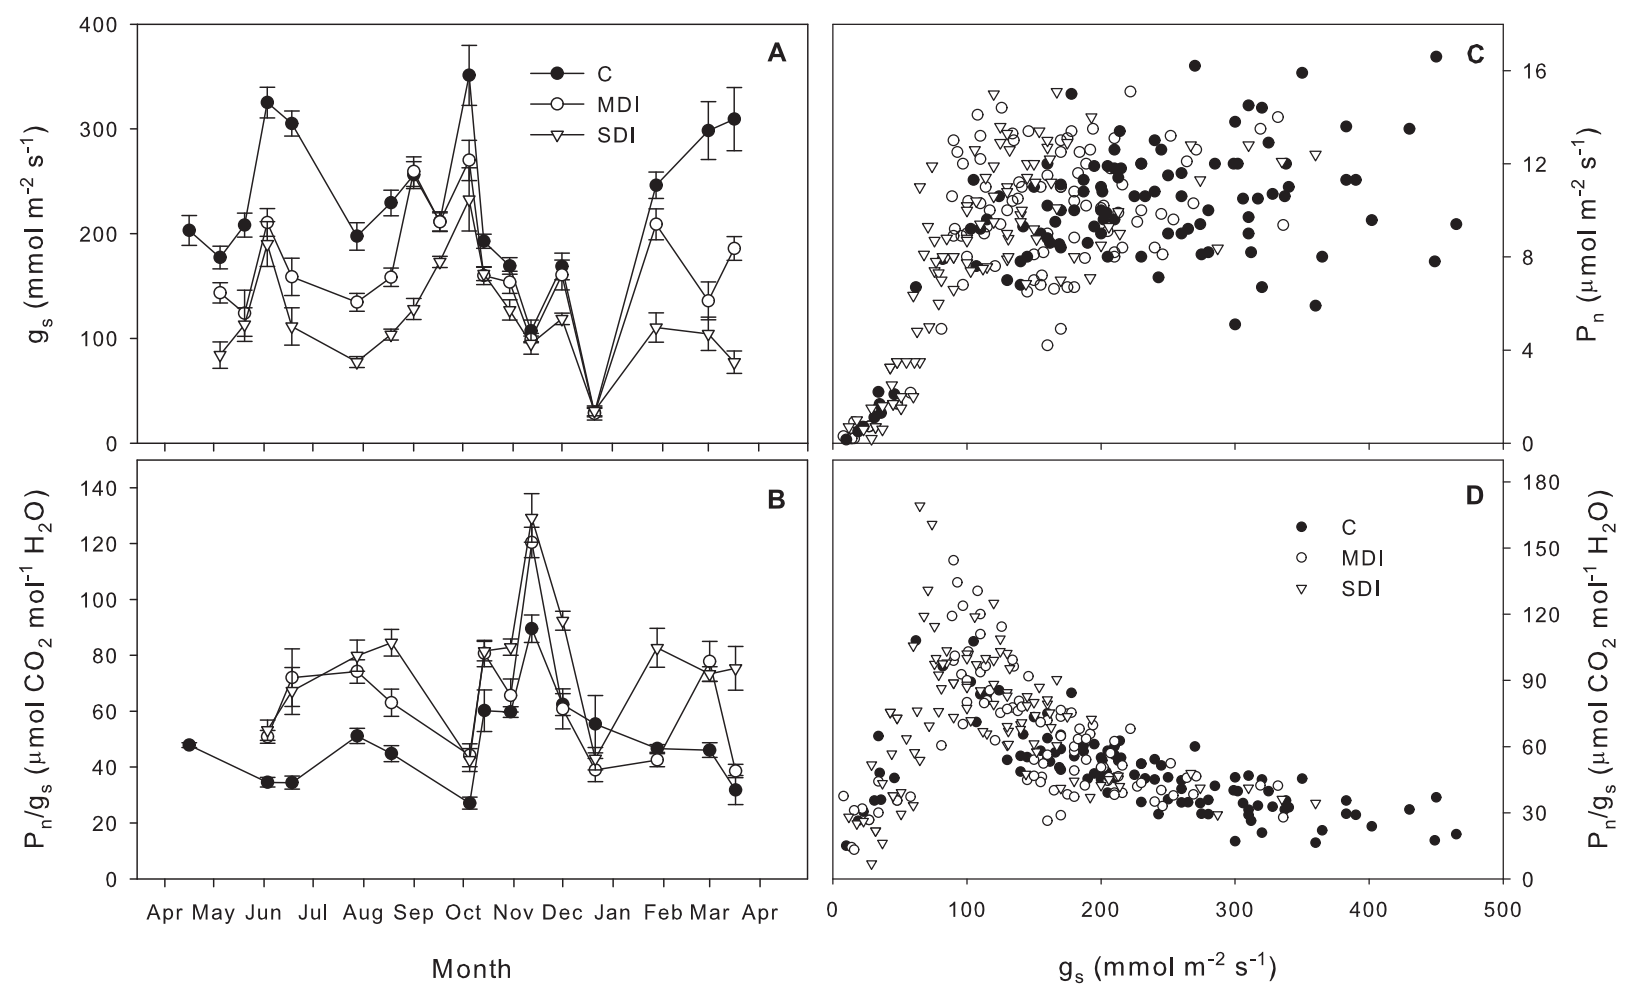 A
C
MDI
SDI
400
300
200
100
0
gₛ (mmol m⁻² s⁻¹)
C
16
12
8
4
0
Pₙ (μmol m⁻² s⁻¹)
B
140
120
100
80
60
40
20
0
Pₙ/gₛ (μmol CO₂ mol⁻¹ H₂O)
Apr May Jun Jul Aug Sep Oct Nov Dec Jan Feb Mar Apr
Month
D
C
MDI
SDI
180
150
120
90
60
30
0
Pₙ/gₛ (μmol CO₂ mol⁻¹ H₂O)
0 100 200 300 400 500
gₛ (mmol m⁻² s⁻¹)